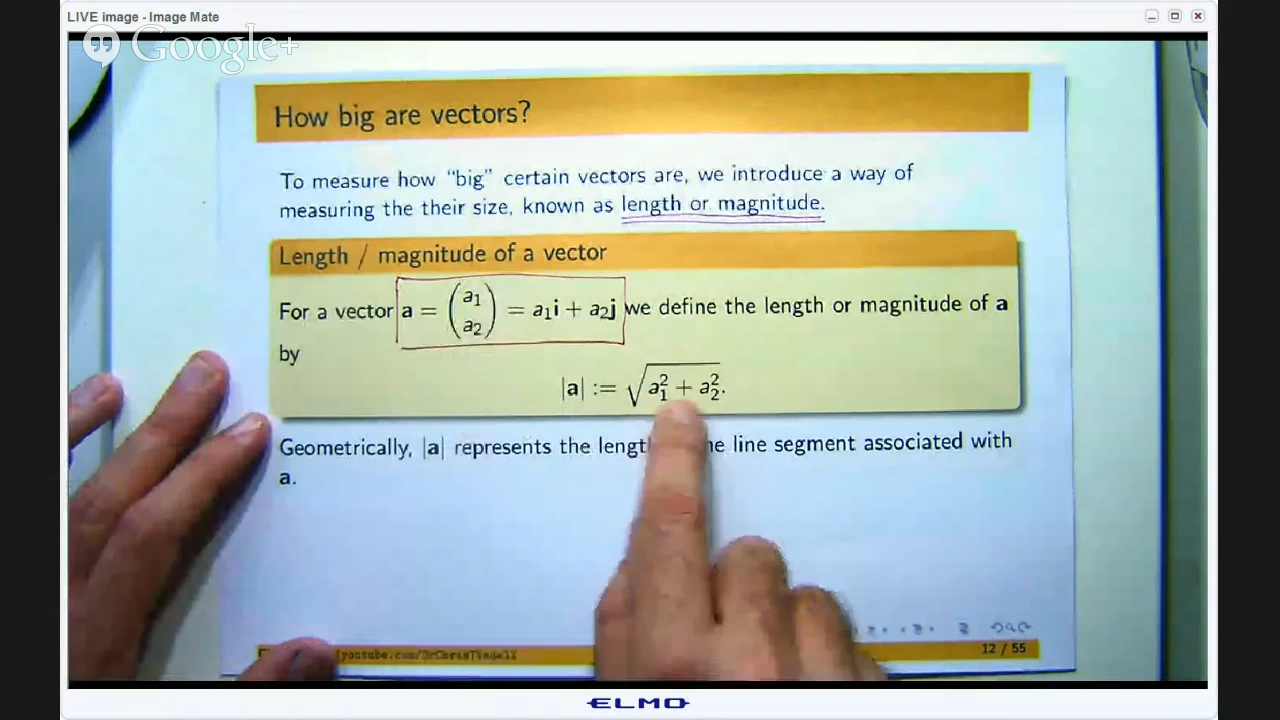 LIVE image - Image Mate
Google+
How big are vectors?
To measure how "big" certain vectors are, we introduce a way of
measuring the their size, known as length or magnitude.
Length / magnitude of a vector
For a vector a = (a₁ a₂) = a₁i + a₂j we define the length or magnitude of a
by
|a| := √(a₁² + a₂²).
Geometrically, |a| represents the lengt line segment associated with
a.
12 / 55
ELMO